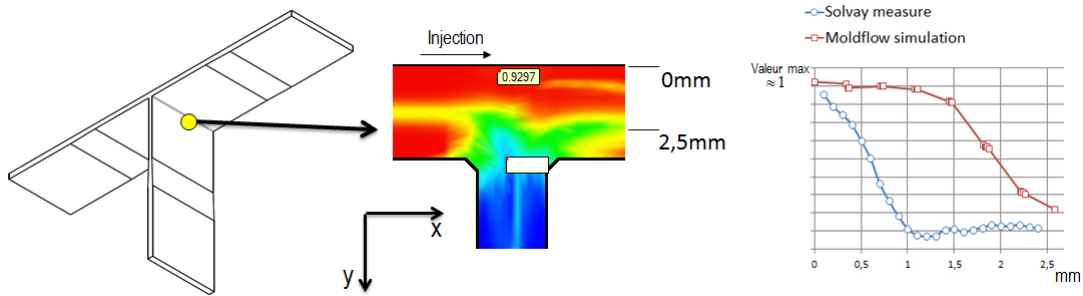 Injection
0.9297
0mm
2,5mm
x
y
Solvay measure
Moldflow simulation
Valeur max
≈ 1
0 0,5 1 1,5 2 2,5
mm